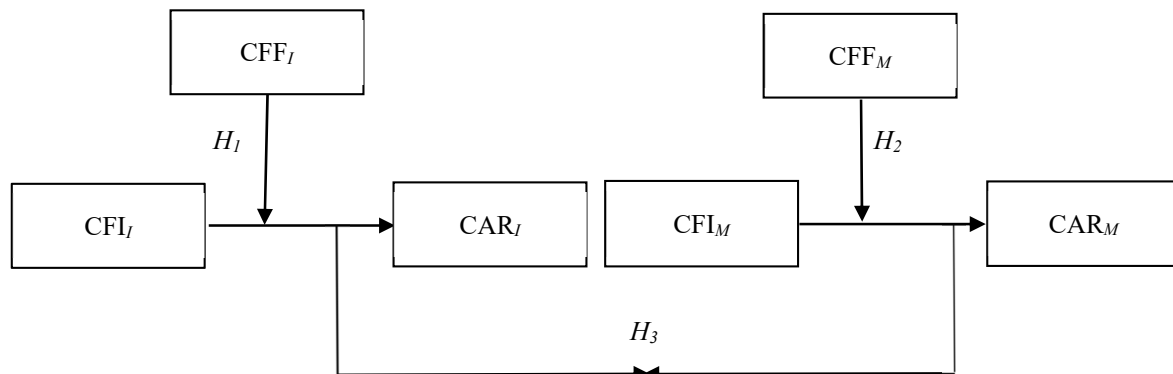 CFF_I
CFF_M
H_1
H_2
CFI_I
CAR_I
CFI_M
CAR_M
H_3